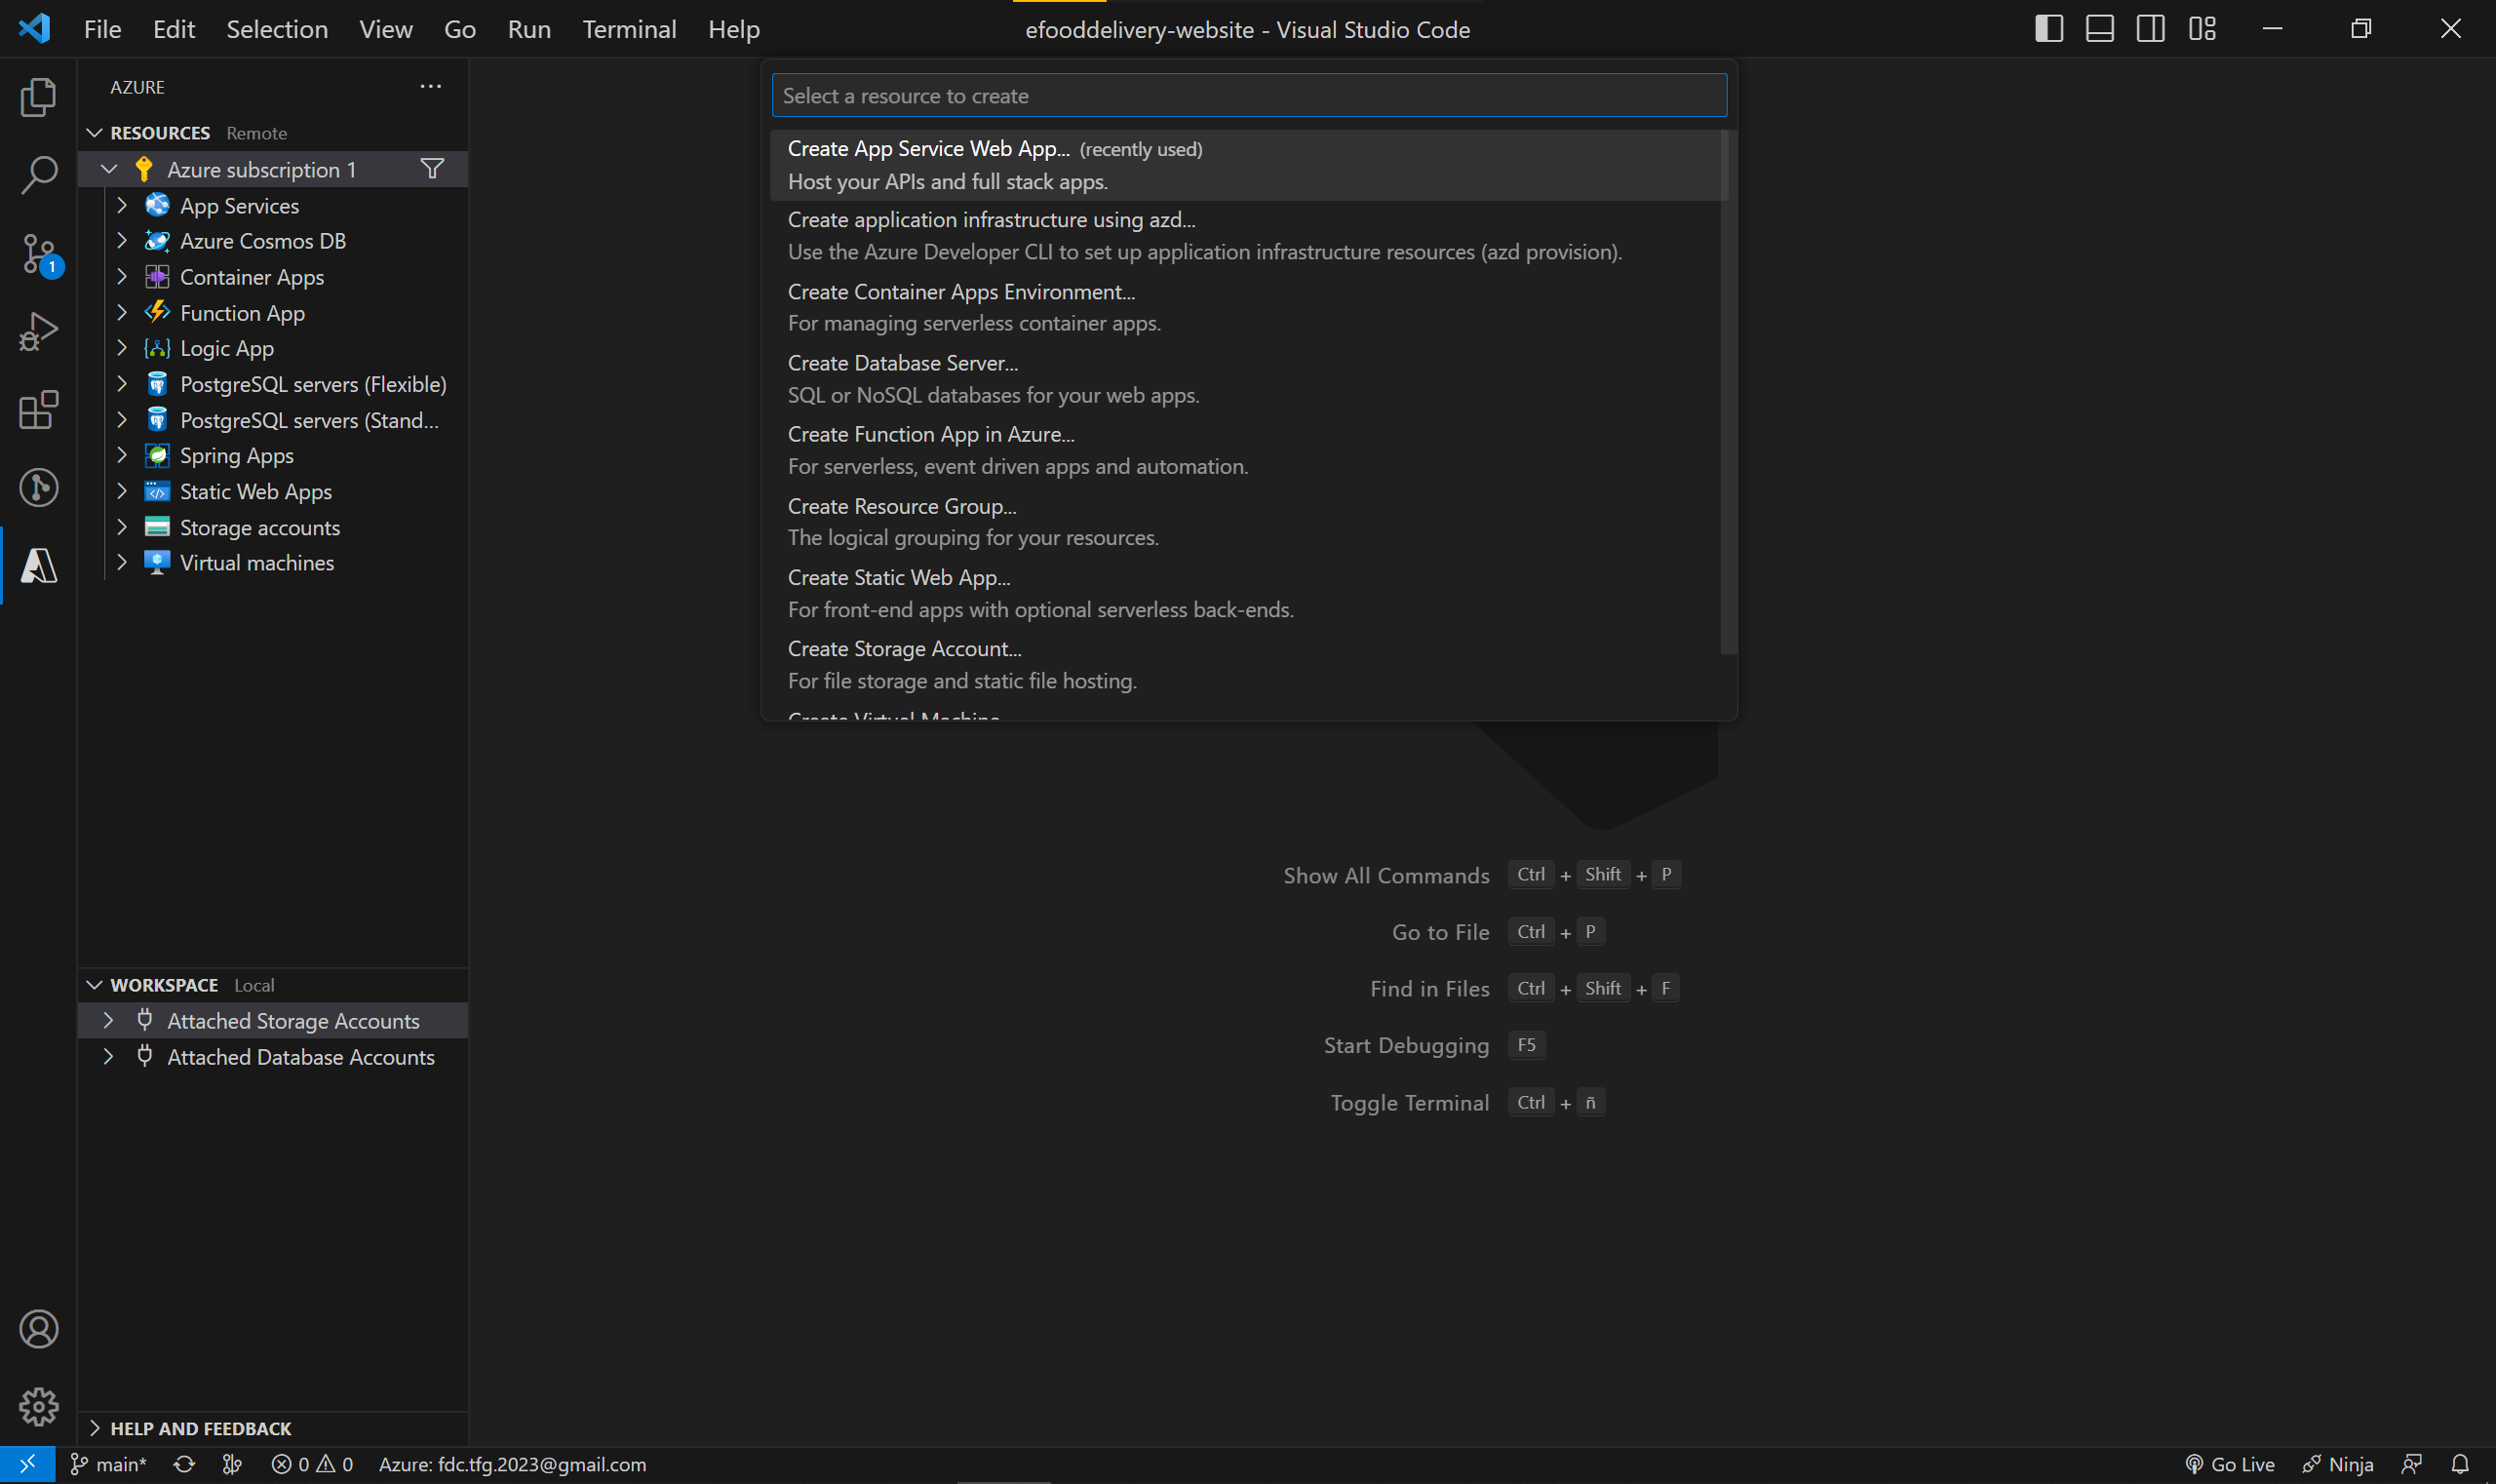 File Edit Selection View Go Run Terminal Help
efooddelivery-website - Visual Studio Code
AZURE
RESOURCES Remote
Azure subscription 1
App Services
Azure Cosmos DB
Container Apps
Function App
Logic App
PostgreSQL servers (Flexible)
PostgreSQL servers (Stand...
Spring Apps
Static Web Apps
Storage accounts
Virtual machines
1
WORKSPACE Local
Attached Storage Accounts
Attached Database Accounts
HELP AND FEEDBACK
Select a resource to create
Create App Service Web App... (recently used)
Host your APIs and full stack apps.
Create application infrastructure using azd...
Use the Azure Developer CLI to set up application infrastructure resources (azd provision).
Create Container Apps Environment...
For managing serverless container apps.
Create Database Server...
SQL or NoSQL databases for your web apps.
Create Function App in Azure...
For serverless, event driven apps and automation.
Create Resource Group...
The logical grouping for your resources.
Create Static Web App...
For front-end apps with optional serverless back-ends.
Create Storage Account...
For file storage and static file hosting.
Create Virtual Machine
Show All Commands Ctrl + Shift + P
Go to File Ctrl + P
Find in Files Ctrl + Shift + F
Start Debugging F5
Toggle Terminal Ctrl + ñ
main* 0 0 Azure: fdc.tfg.2023@gmail.com
Go Live Ninja